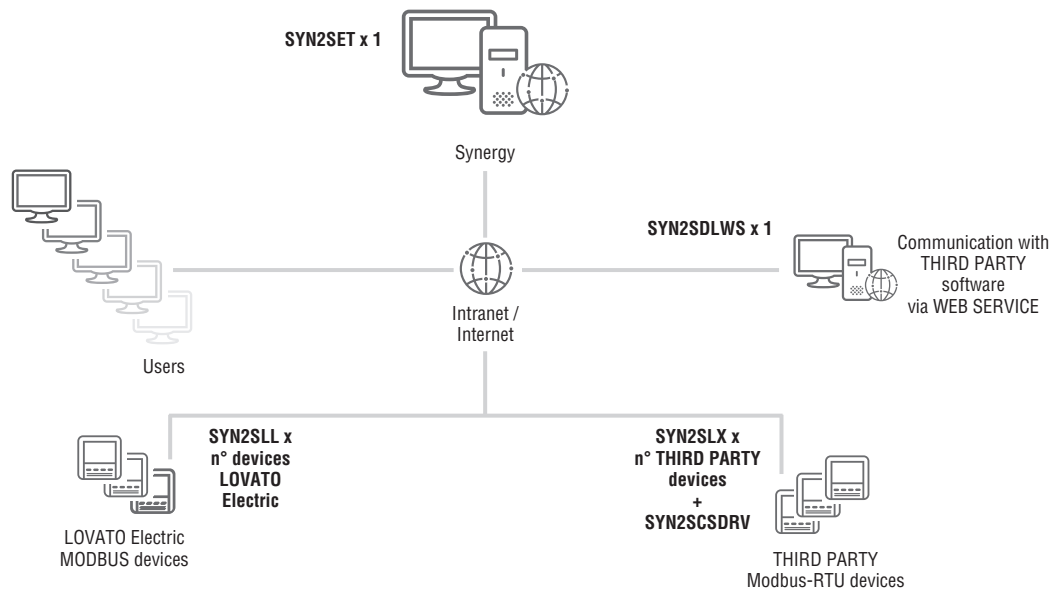 SYN2SET x 1
Synergy
SYN2SDLWS x 1
Communication with
THIRD PARTY
software
via WEB SERVICE
Intranet /
Internet
Users
SYN2SLL x
n° devices
LOVATO
Electric
SYN2SLX x
n° THIRD PARTY
devices
+
SYN2SCSDRV
LOVATO Electric
MODBUS devices
THIRD PARTY
Modbus-RTU devices